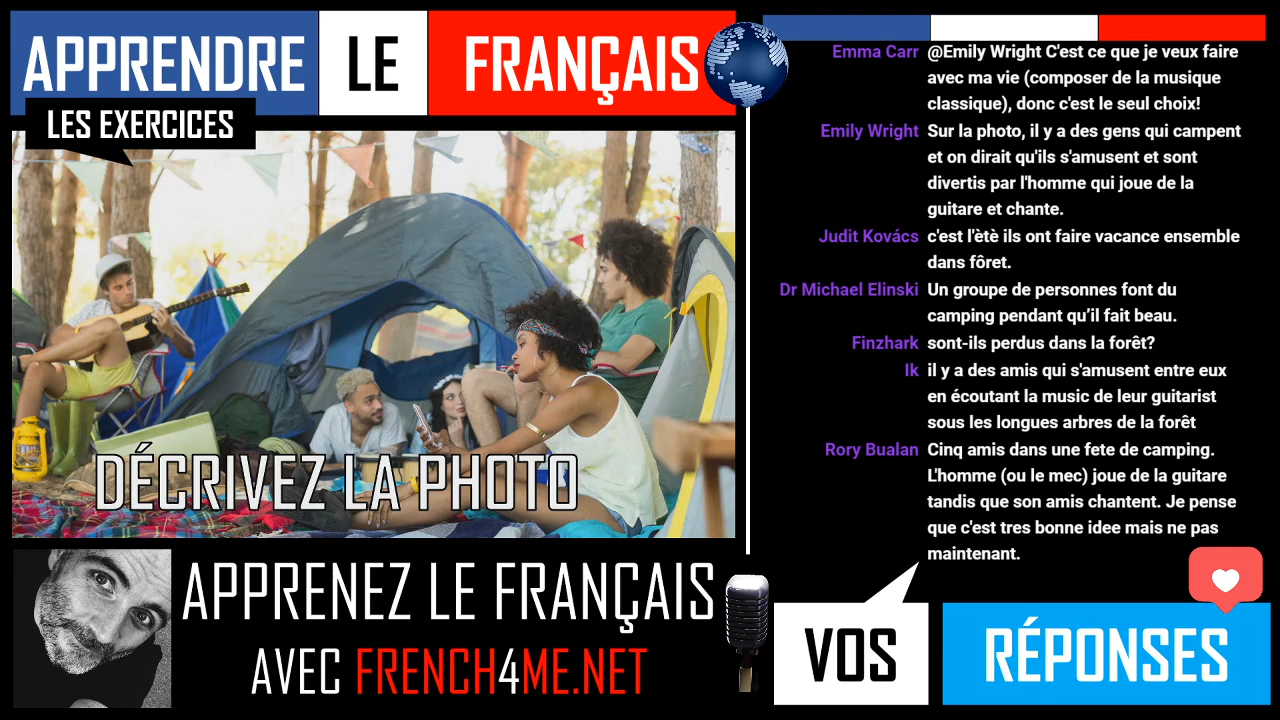 APPRENDRE LE FRANÇAIS
LES EXERCICES
DÉCRIVEZ LA PHOTO
APPRENEZ LE FRANÇAIS
AVEC FRENCH4ME.NET
Emma Carr @Emily Wright C'est ce que je veux faire
avec ma vie (composer de la musique
classique), donc c'est le seul choix!
Emily Wright Sur la photo, il y a des gens qui campent
et on dirait qu'ils s'amusent et sont
divertis par l'homme qui joue de la
guitare et chante.
Judit Kovács c'est l'ètè ils ont faire vacance ensemble
dans fôret.
Dr Michael Elinski Un groupe de personnes font du
camping pendant qu’il fait beau.
Finzhark sont-ils perdus dans la forêt?
Ik il y a des amis qui s'amusent entre eux
en écoutant la music de leur guitarist
sous les longues arbres de la forêt
Rory Bualan Cinq amis dans une fete de camping.
L'homme (ou le mec) joue de la guitare
tandis que son amis chantent. Je pense
que c'est tres bonne idee mais ne pas
maintenant.
VOS RÉPONSES